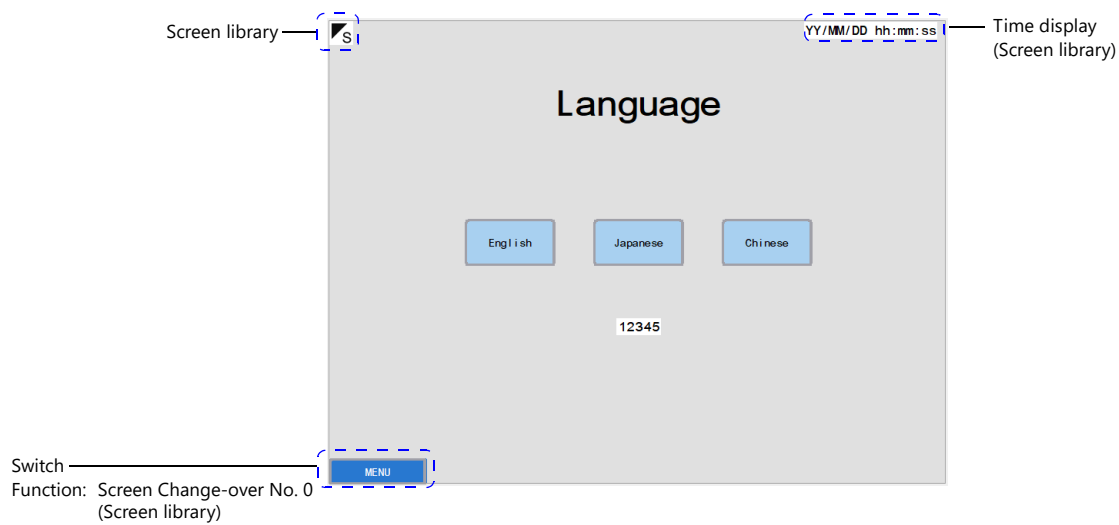 Screen library
S
YY/MM/DD hh:mm:ss
Time display
(Screen library)
Language
English
Japanese
Chinese
12345
MENU
Switch
Function: Screen Change-over No. 0
(Screen library)